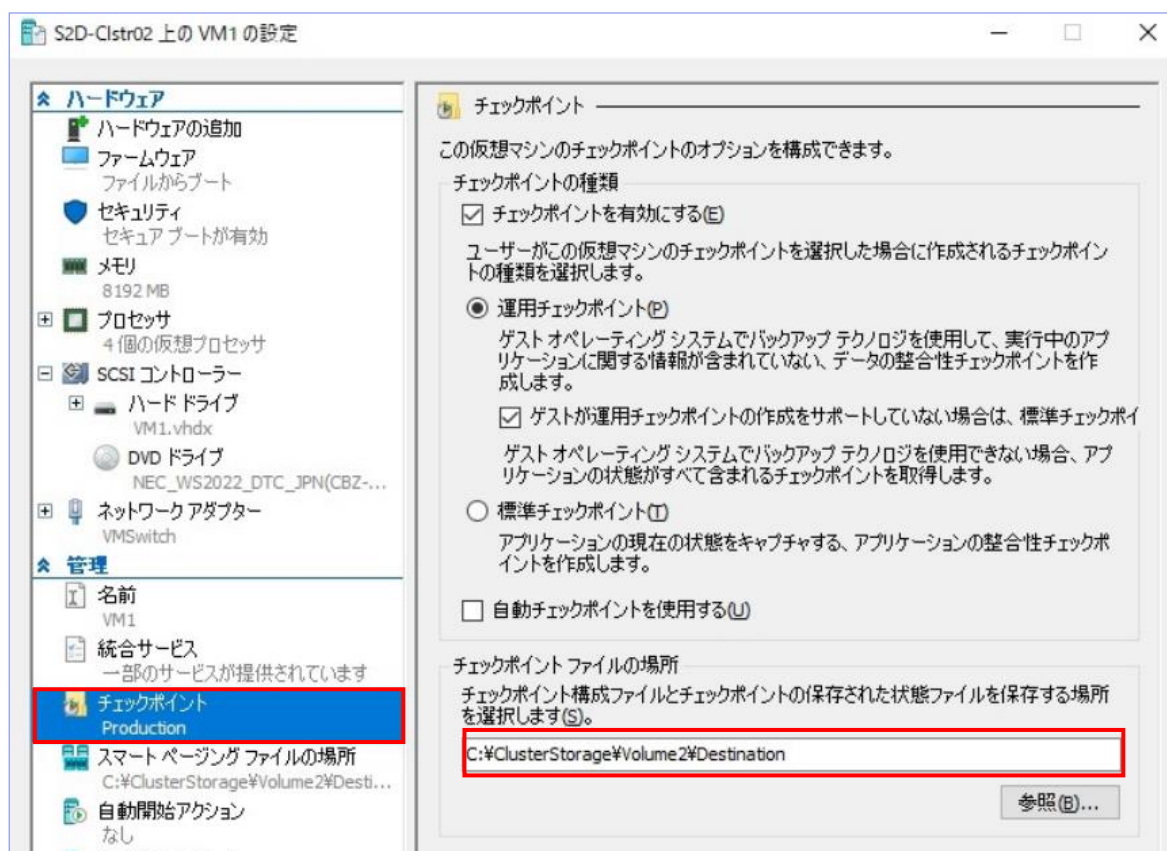 S2D-Clstr02 上の VM1 の設定
ハードウェア
ハードウェアの追加
ファームウェア
ファイルからブート
セキュリティ
セキュア ブートが有効
メモリ
8192 MB
プロセッサ
4 個の仮想プロセッサ
SCSI コントローラー
ハード ドライブ
VM1.vhdx
DVD ドライブ
NEC_WS2022_DTC_JPN(CBZ-...
ネットワーク アダプター
VMSwitch
管理
名前
VM1
統合サービス
一部のサービスが提供されています
チェックポイント
Production
スマート ページング ファイルの場所
C:¥ClusterStorage¥Volume2¥Desti...
自動開始アクション
なし
チェックポイント
この仮想マシンのチェックポイントのオプションを構成できます。
チェックポイントの種類
チェックポイントを有効にする(E)
ユーザーがこの仮想マシンのチェックポイントを選択した場合に作成されるチェックポイン
トの種類を選択します。
運用チェックポイント(P)
ゲスト オペレーティング システムでバックアップ テクノロジを使用して、実行中のアプ
リケーションに関する情報が含まれていない、データの整合性チェックポイントを作
成します。
ゲストが運用チェックポイントの作成をサポートしていない場合は、標準チェックポイ
ゲスト オペレーティング システムでバックアップ テクノロジを使用できない場合、アプ
リケーションの状態がすべて含まれるチェックポイントを取得します。
標準チェックポイント(T)
アプリケーションの現在の状態をキャプチャする、アプリケーションの整合性チェックポ
イントを作成します。
自動チェックポイントを使用する(U)
チェックポイント ファイルの場所
チェックポイント構成ファイルとチェックポイントの保存された状態ファイルを保存する場所
を選択します(S)。
C:¥ClusterStorage¥Volume2¥Destination
参照(B)...